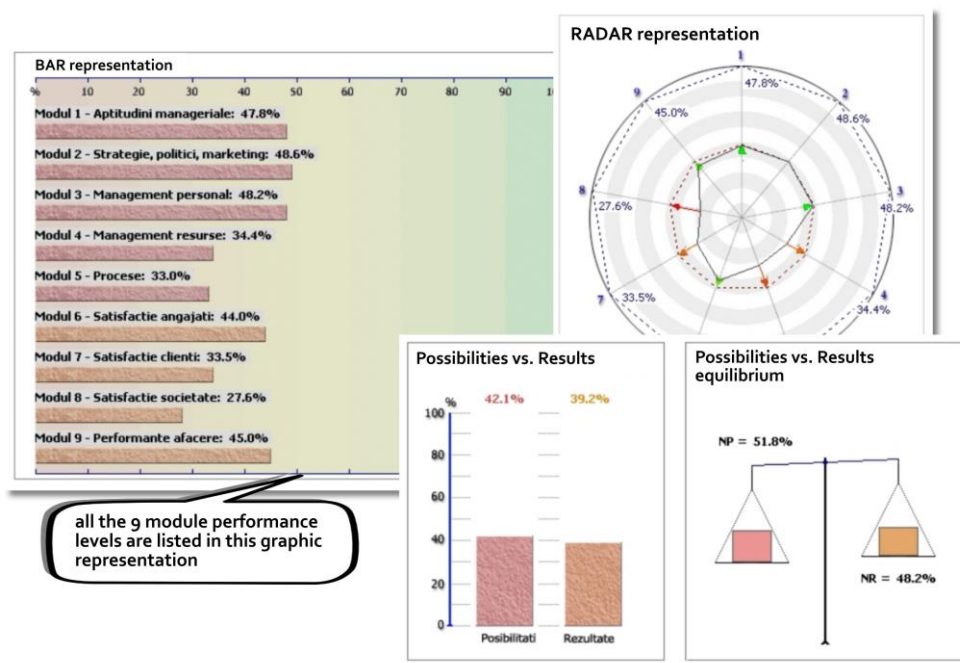 BAR representation
% 10 20 30 40 50 60 70 80 90
Modul 1 - Aptitudini manageriale: 47.8%
Modul 2 - Strategie, politici, marketing: 48.6%
Modul 3 - Management personal: 48.2%
Modul 4 - Management resurse: 34.4%
Modul 5 - Procese: 33.0%
Modul 6 - Satisfactie angajati: 44.0%
Modul 7 - Satisfactie clienti: 33.5%
Modul 8 - Satisfactie societate: 27.6%
Modul 9 - Performante afacere: 45.0%
all the 9 module performance
levels are listed in this graphic
representation
RADAR representation
1
47.8%
2
48.6%
3
48.2%
4
34.4%
7
33.5%
8
27.6%
9
45.0%
Possibilities vs. Results
%
42.1% 39.2%
100
80
60
40
20
0
Posibilitati Rezultate
Possibilities vs. Results
equilibrium
NP = 51.8%
NR = 48.2%